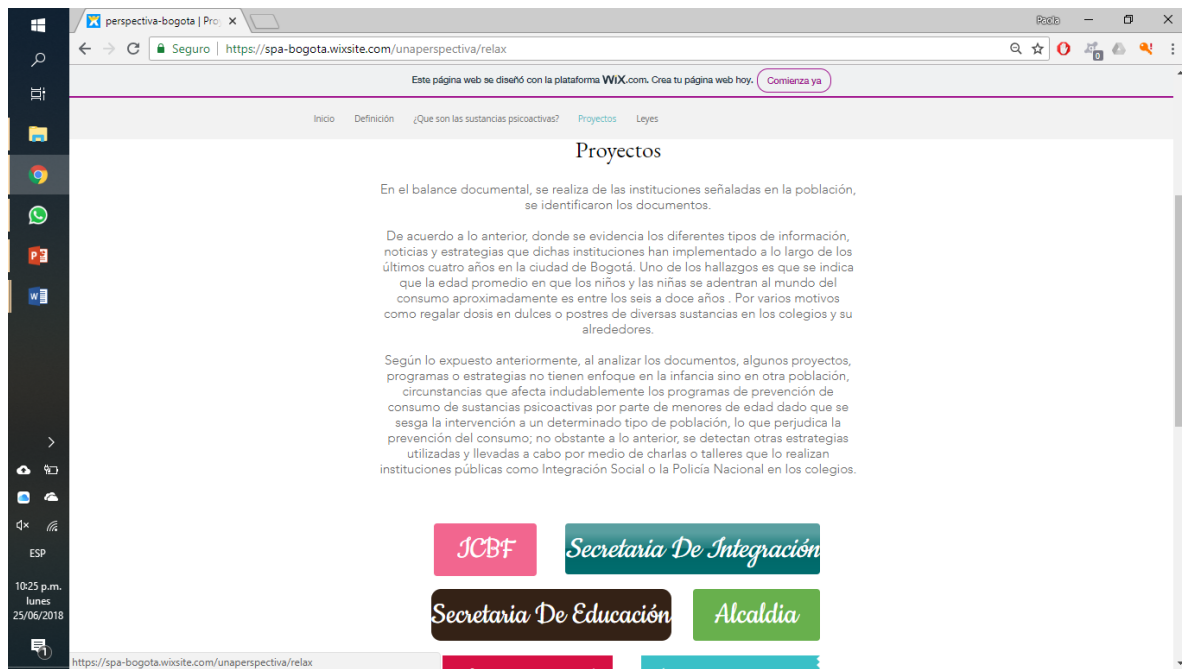 perspectiva-bogota | Pro
Paola
Seguro | https://spa-bogota.wixsite.com/unaperspectiva/relax
0
Este página web se diseñó con la plataforma WiX.com. Crea tu página web hoy. Comienza ya
Inicio Definición ¿Que son las sustancias psicoactivas? Proyectos Leyes
Proyectos
En el balance documental, se realiza de las instituciones señaladas en la población,
se identificaron los documentos.
De acuerdo a lo anterior, donde se evidencia los diferentes tipos de información,
noticias y estrategias que dichas instituciones han implementado a lo largo de los
últimos cuatro años en la ciudad de Bogotá. Uno de los hallazgos es que se indica
que la edad promedio en que los niños y las niñas se adentran al mundo del
consumo aproximadamente es entre los seis a doce años . Por varios motivos
como regalar dosis en dulces o postres de diversas sustancias en los colegios y su
alrededores.
Según lo expuesto anteriormente, al analizar los documentos, algunos proyectos,
programas o estrategias no tienen enfoque en la infancia sino en otra población,
circunstancias que afecta indudablemente los programas de prevención de
consumo de sustancias psicoactivas por parte de menores de edad dado que se
sesga la intervención a un determinado tipo de población, lo que perjudica la
prevención del consumo; no obstante a lo anterior, se detectan otras estrategias
utilizadas y llevadas a cabo por medio de charlas o talleres que lo realizan
instituciones públicas como Integración Social o la Policía Nacional en los colegios.
ICBF
Secretaria De Integración
Secretaria De Educación
Alcaldia
ESP
10:25 p.m.
lunes
25/06/2018
1
https://spa-bogota.wixsite.com/unaperspectiva/relax